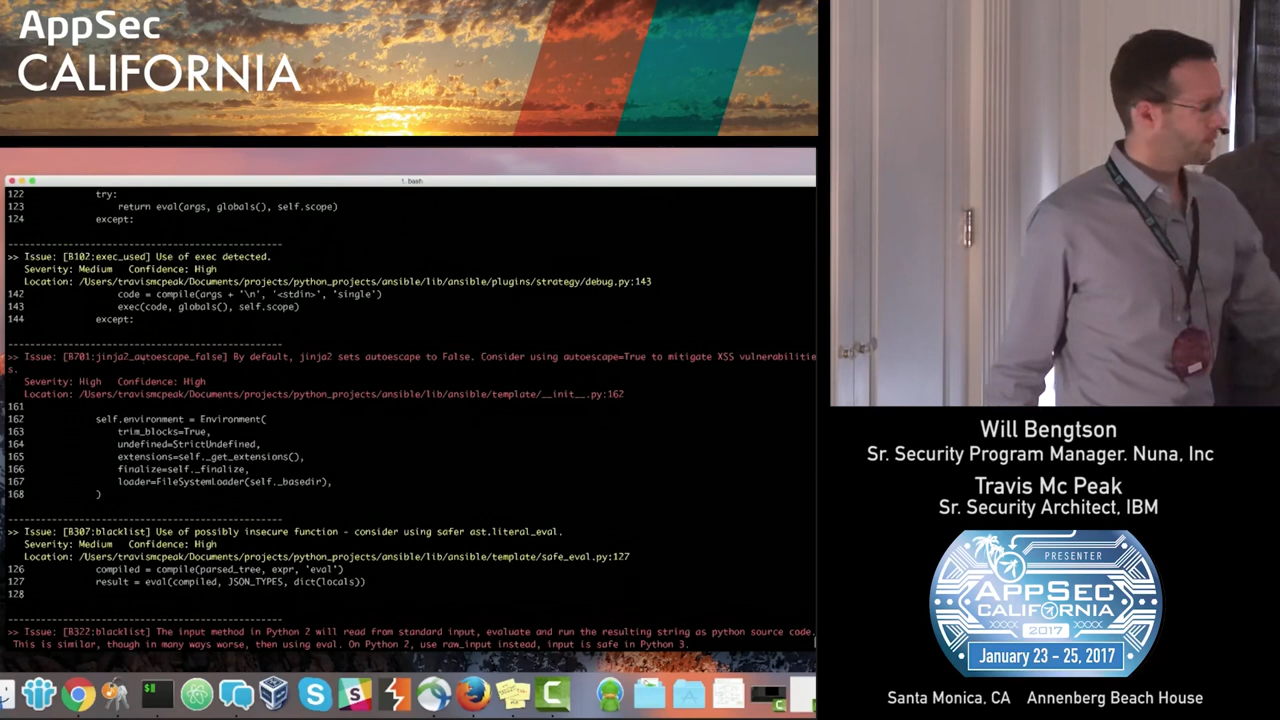 AppSec
CALIFORNIA
1. bash
122 try:
123 return eval(args, globals(), self.scope)
124 except:
--------------------------------------------------
>> Issue: [B102:exec_used] Use of exec detected.
Severity: Medium Confidence: High
Location: /Users/travismcpeak/Documents/projects/python_projects/ansible/lib/ansible/plugins/strategy/debug.py:143
142 code = compile(args + '\n', '<stdin>', 'single')
143 exec(code, globals(), self.scope)
144 except:
--------------------------------------------------
>> Issue: [B701:jinja2_autoescape_false] By default, jinja2 sets autoescape to False. Consider using autoescape=True to mitigate XSS vulnerabilitie
s.
Severity: High Confidence: High
Location: /Users/travismcpeak/Documents/projects/python_projects/ansible/lib/ansible/template/__init__.py:162
161
162 self.environment = Environment(
163 trim_blocks=True,
164 undefined=StrictUndefined,
165 extensions=self._get_extensions(),
166 finalize=self._finalize,
167 loader=FileSystemLoader(self._basedir),
168 )
--------------------------------------------------
>> Issue: [B307:blacklist] Use of possibly insecure function - consider using safer ast.literal_eval.
Severity: Medium Confidence: High
Location: /Users/travismcpeak/Documents/projects/python_projects/ansible/lib/ansible/template/safe_eval.py:127
126 compiled = compile(parsed_tree, expr, 'eval')
127 result = eval(compiled, JSON_TYPES, dict(locals))
128
--------------------------------------------------
>> Issue: [B322:blacklist] The input method in Python 2 will read from standard input, evaluate and run the resulting string as python source code.
This is similar, though in many ways worse, then using eval. On Python 2, use raw_input instead, input is safe in Python 3.
Will Bengtson
Sr. Security Program Manager. Nuna, Inc
Travis Mc Peak
Sr. Security Architect, IBM
PRESENTER
APPSEC
CALIFORNIA
2017
January 23 - 25, 2017
Santa Monica, CA Annenberg Beach House